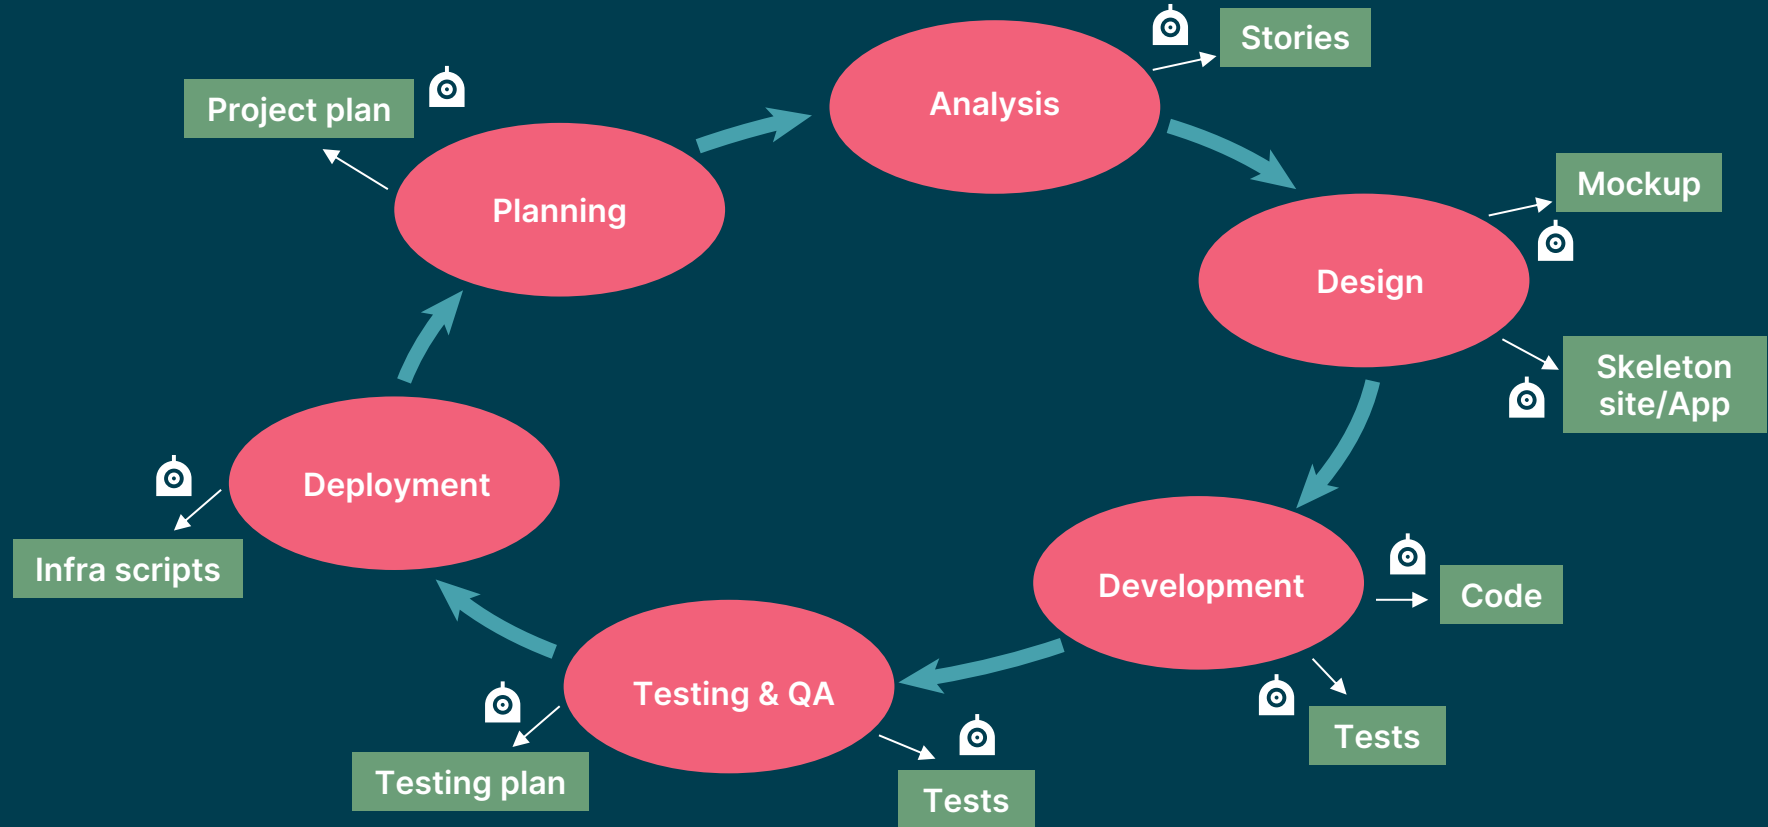 Stories
Analysis
Project plan
Mockup
Planning
Design
Skeleton
site/App
Deployment
Infra scripts
Development
Code
Testing & QA
Tests
Testing plan
Tests